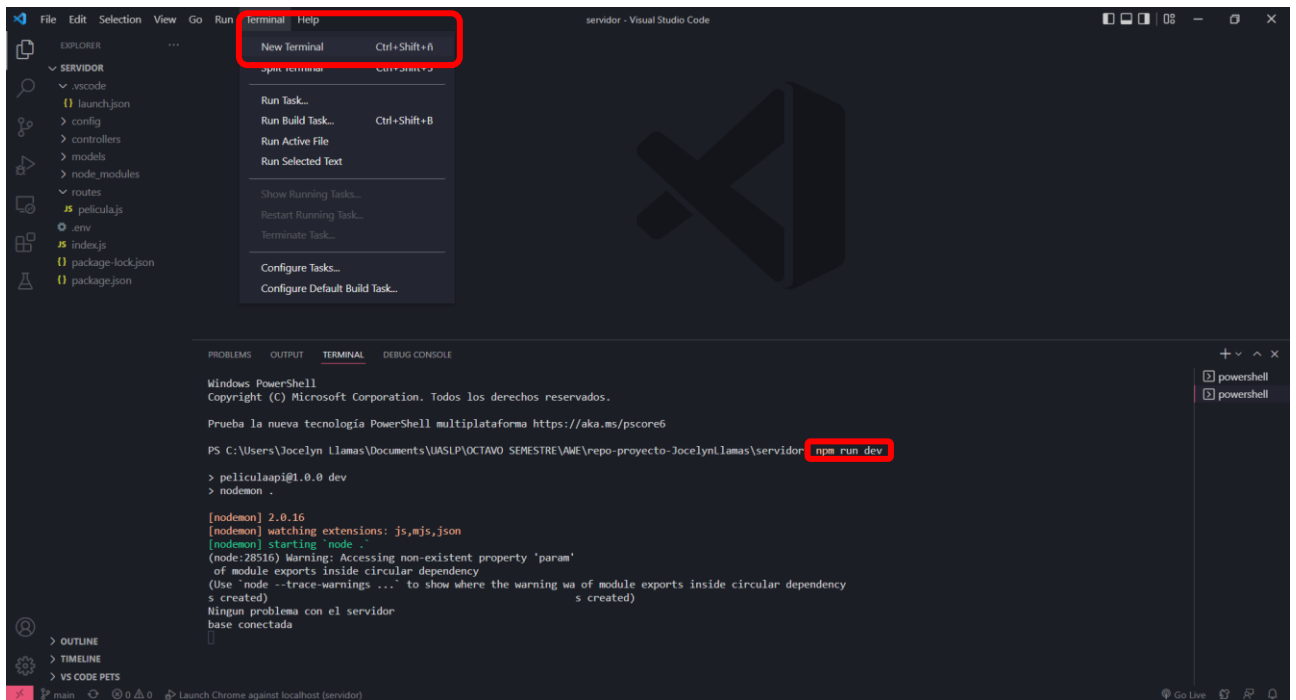 File Edit Selection View Go Run Terminal Help servidor - Visual Studio Code
EXPLORER
SERVIDOR
.vscode
{} launch.json
config
controllers
models
node_modules
routes
JS pelicula.js
.env
JS index.js
{} package-lock.json
{} package.json
New Terminal Ctrl+Shift+ñ
Split Terminal Ctrl+Shift+5
Run Task...
Run Build Task... Ctrl+Shift+B
Run Active File
Run Selected Text
Show Running Tasks...
Restart Running Task...
Terminate Task...
Configure Tasks...
Configure Default Build Task...
PROBLEMS OUTPUT TERMINAL DEBUG CONSOLE
powershell
powershell
Windows PowerShell
Copyright (C) Microsoft Corporation. Todos los derechos reservados.
Prueba la nueva tecnología PowerShell multiplataforma https://aka.ms/pscore6
PS C:\Users\Jocelyn Llamas\Documents\UASLP\OCTAVO SEMESTRE\AWE\repo-proyecto-JocelynLlamas\servidor npm run dev
> peliculaapi@1.0.0 dev
> nodemon .
[nodemon] 2.0.16
[nodemon] watching extensions: js,mjs,json
[nodemon] starting `node .`
(node:28516) Warning: Accessing non-existent property 'param'
of module exports inside circular dependency
(Use `node --trace-warnings ...` to show where the warning wa of module exports inside circular dependency
s created) s created)
Ningun problema con el servidor
base conectada
OUTLINE
TIMELINE
VS CODE PETS
main 0 0 Launch Chrome against localhost (servidor) Go Live